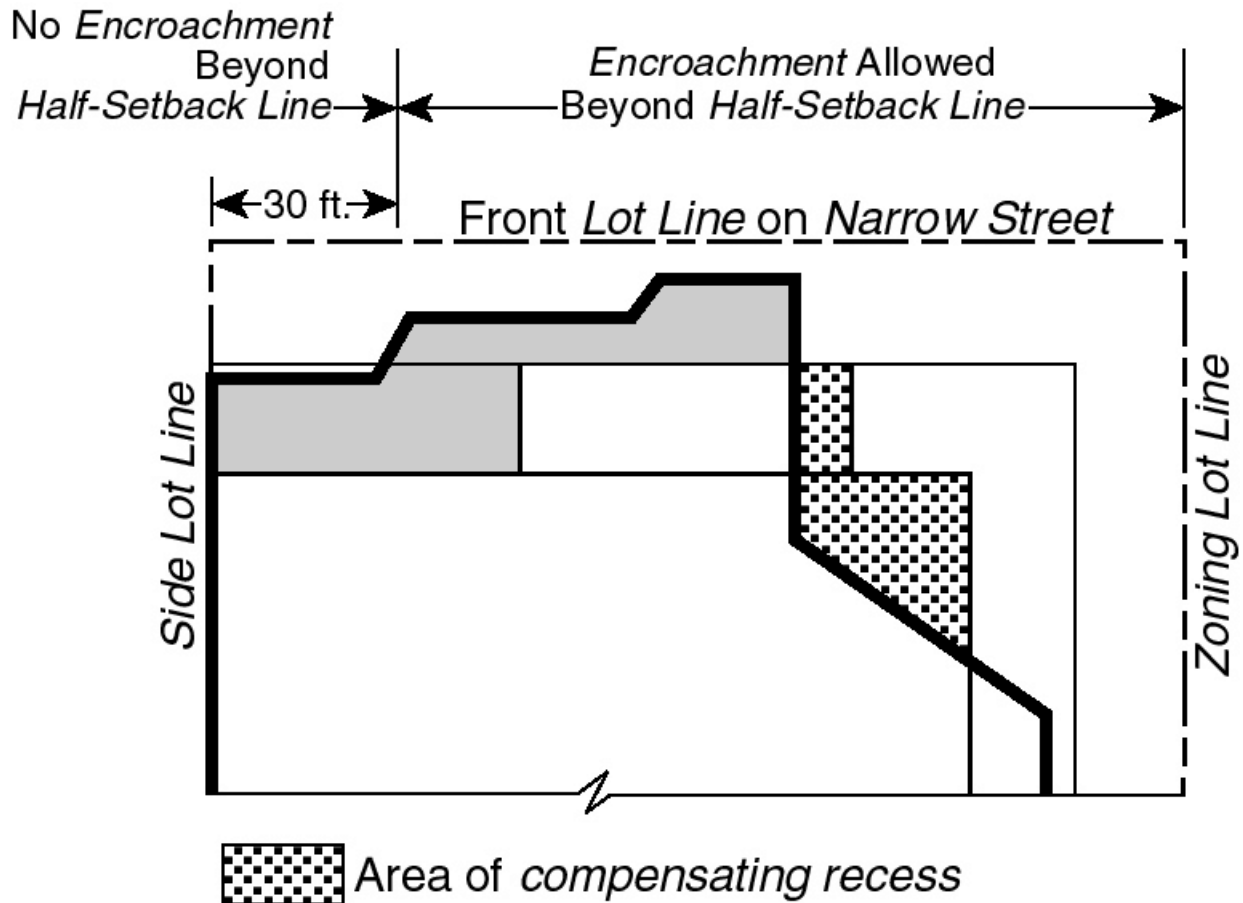 No Encroachment
Beyond
Half-Setback Line
Encroachment Allowed
Beyond Half-Setback Line
30 ft.
Front Lot Line on Narrow Street
Side Lot Line
Zoning Lot Line
Area of compensating recess